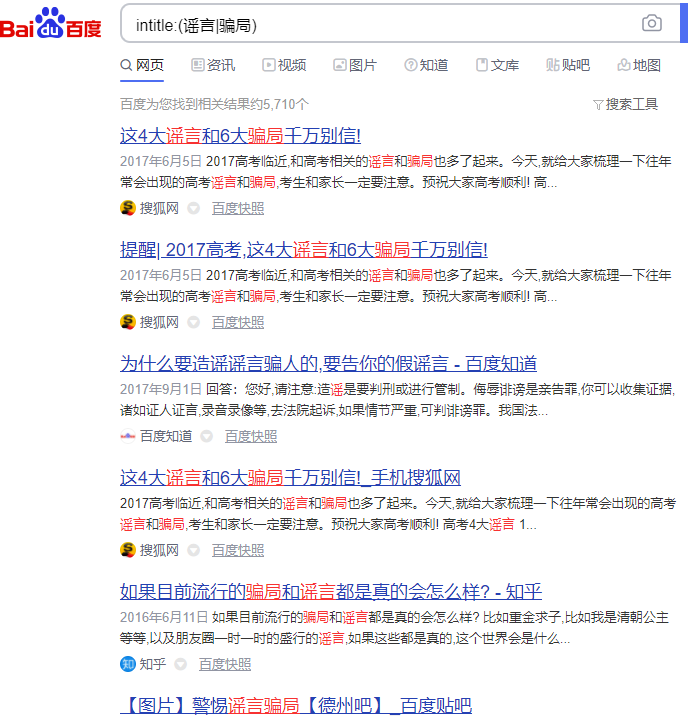 Baidu百度
intitle:(谣言|骗局)
网页 资讯 视频 图片 知道 文库 贴吧 地图
百度为您找到相关结果约5,710个 搜索工具
这4大谣言和6大骗局千万别信!
2017年6月5日 2017高考临近,和高考相关的谣言和骗局也多了起来。今天,就给大家梳理一下往年
常会出现的高考谣言和骗局,考生和家长一定要注意。预祝大家高考顺利! 高...
搜狐网 百度快照
提醒| 2017高考,这4大谣言和6大骗局千万别信!
2017年6月5日 2017高考临近,和高考相关的谣言和骗局也多了起来。今天,就给大家梳理一下往年
常会出现的高考谣言和骗局,考生和家长一定要注意。预祝大家高考顺利! 高...
搜狐网 百度快照
为什么要造谣谣言骗人的,要告你的假谣言 - 百度知道
2017年9月1日 回答: 您好,请注意:造谣是要判刑或进行管制。侮辱诽谤是亲告罪,你可以收集证据,
诸如证人证言,录音录像等,去法院起诉,如果情节严重,可判诽谤罪。我国法...
百度知道 百度快照
这4大谣言和6大骗局千万别信!_手机搜狐网
2017高考临近,和高考相关的谣言和骗局也多了起来。今天,就给大家梳理一下往年常会出现的高考
谣言和骗局,考生和家长一定要注意。预祝大家高考顺利! 高考4大谣言 1...
搜狐网 百度快照
如果目前流行的骗局和谣言都是真的会怎么样? - 知乎
2016年6月11日 如果目前流行的骗局和谣言都是真的会怎么样? 比如重金求子,比如我是清朝公主
等等,以及朋友圈一时一时的盛行的谣言,如果这些都是真的,这个世界会是什么...
知 知乎 百度快照
【图片】警惕谣言骗局【德州吧】_百度贴吧